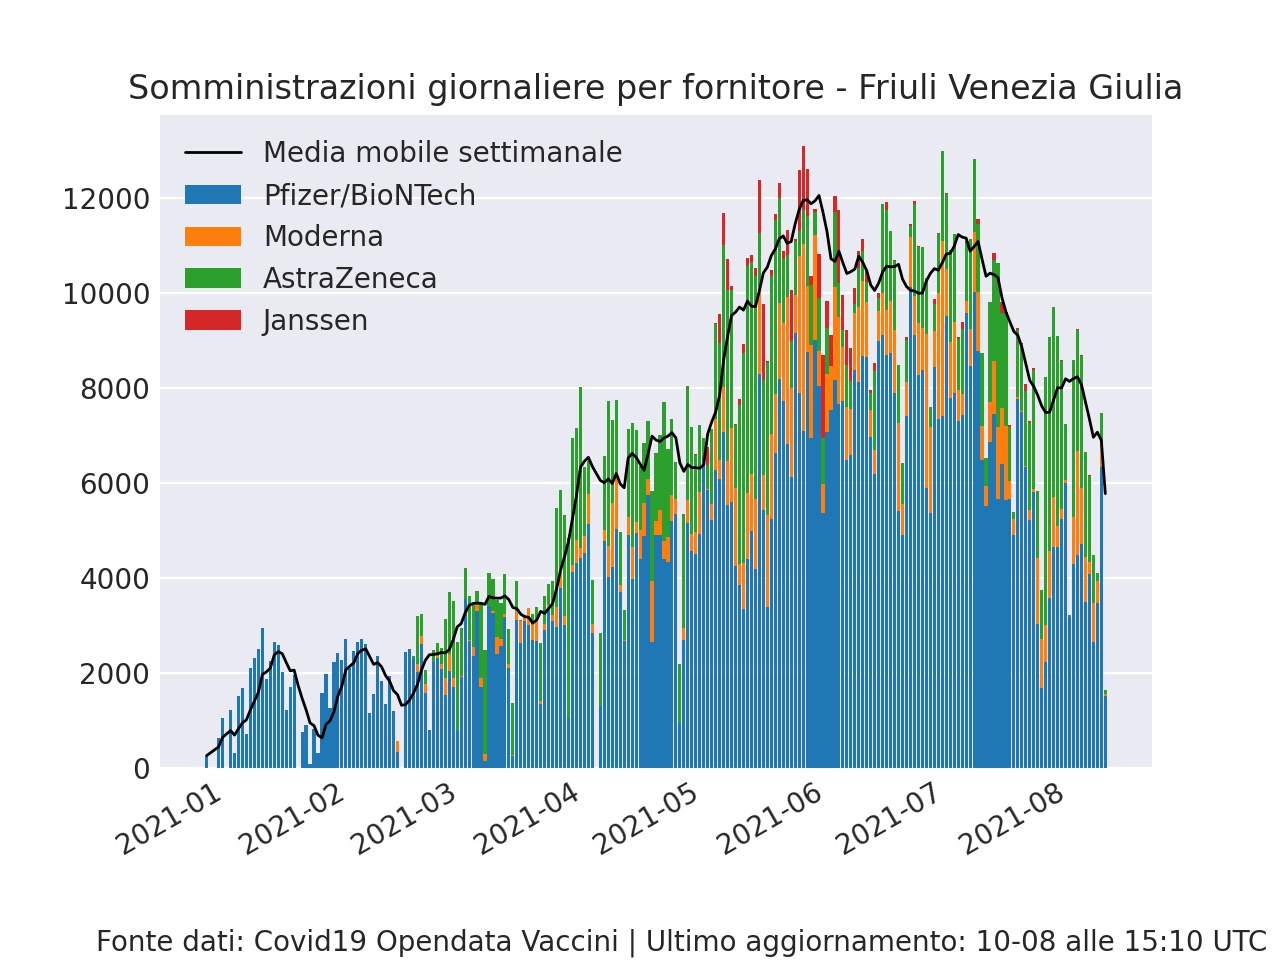 Somministrazioni giornaliere per fornitore - Friuli Venezia Giulia
Media mobile settimanale
Pfizer/BioNTech
Moderna
AstraZeneca
Janssen
12000
10000
8000
6000
4000
2000
0
2021-01
2021-02
2021-03
2021-04
2021-05
2021-06
2021-07
2021-08
Fonte dati: Covid19 Opendata Vaccini | Ultimo aggiornamento: 10-08 alle 15:10 UTC